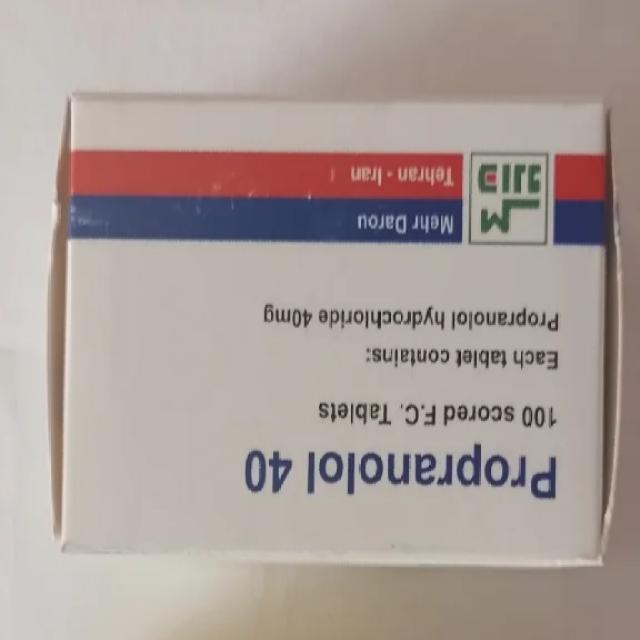 Propranolol 40
100 scored F.C. Tablets
Each tablet contains:
Propranolol hydrochloride 40mg
Mehr Darou
Tehran - Iran